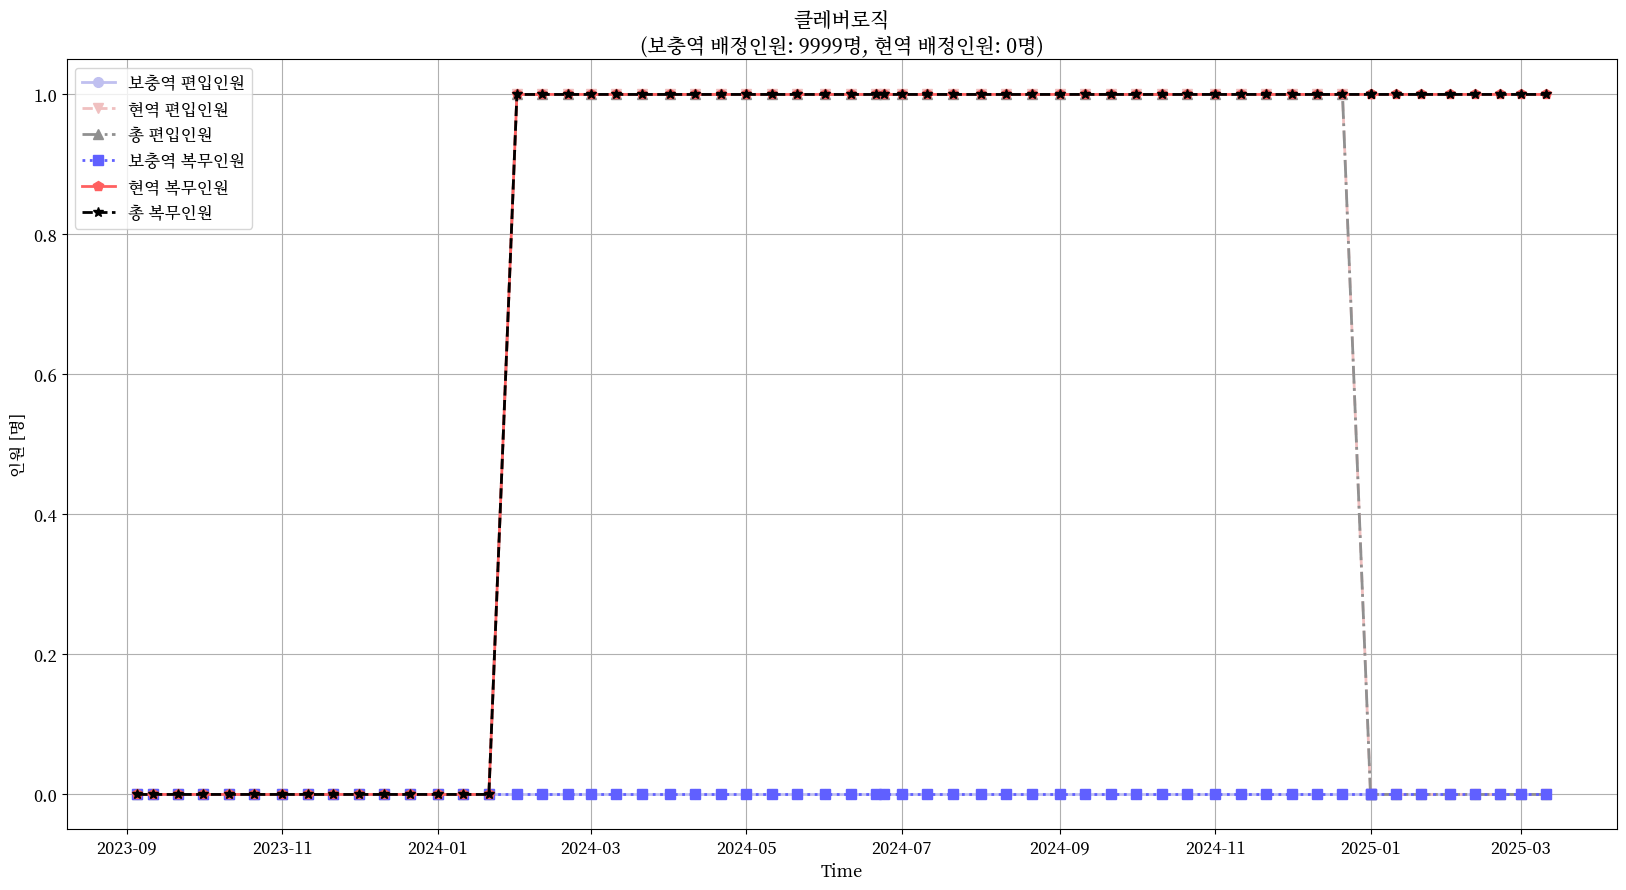 클레버로직
(보충역 배정인원: 9999명, 현역 배정인원: 0명)
보충역 편입인원
현역 편입인원
총 편입인원
보충역 복무인원
현역 복무인원
총 복무인원
인원 [명]
1.0
0.8
0.6
0.4
0.2
0.0
2023-09 2023-11 2024-01 2024-03 2024-05 2024-07 2024-09 2024-11 2025-01 2025-03
Time